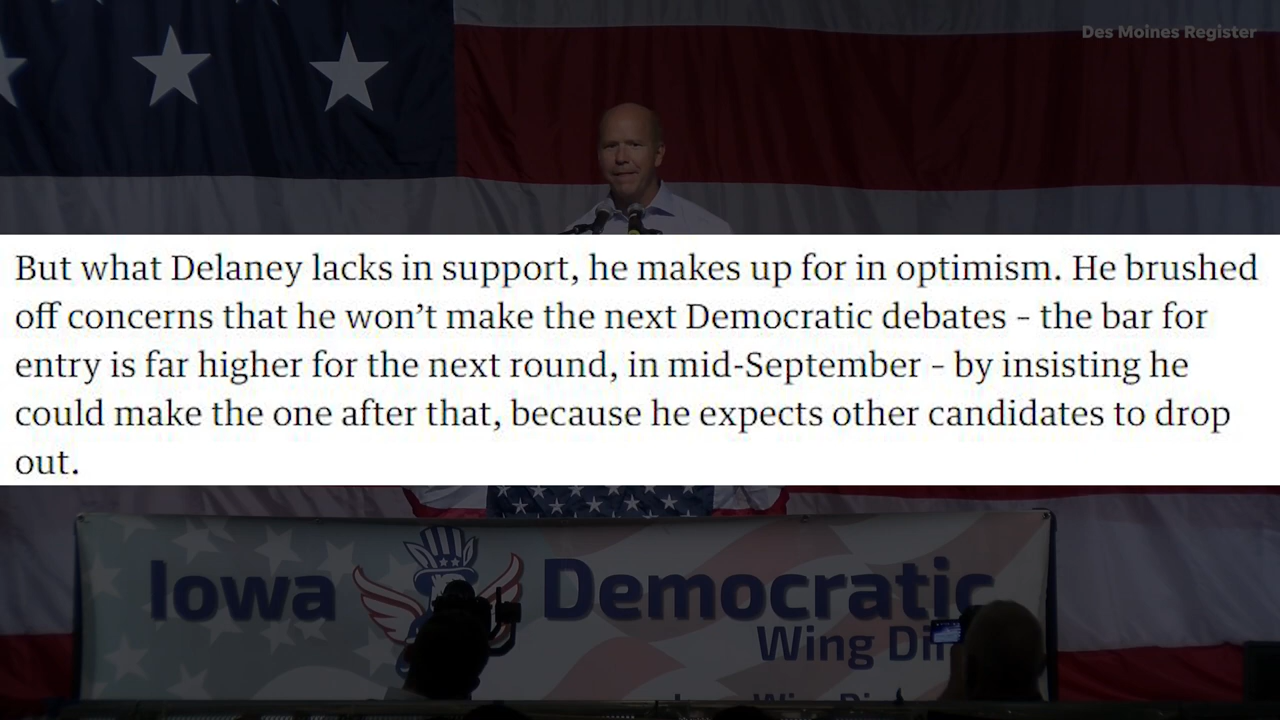 Des Moines Register
But what Delaney lacks in support, he makes up for in optimism. He brushed
off concerns that he won’t make the next Democratic debates – the bar for
entry is far higher for the next round, in mid-September – by insisting he
could make the one after that, because he expects other candidates to drop
out.
Iowa Democratic
Wing